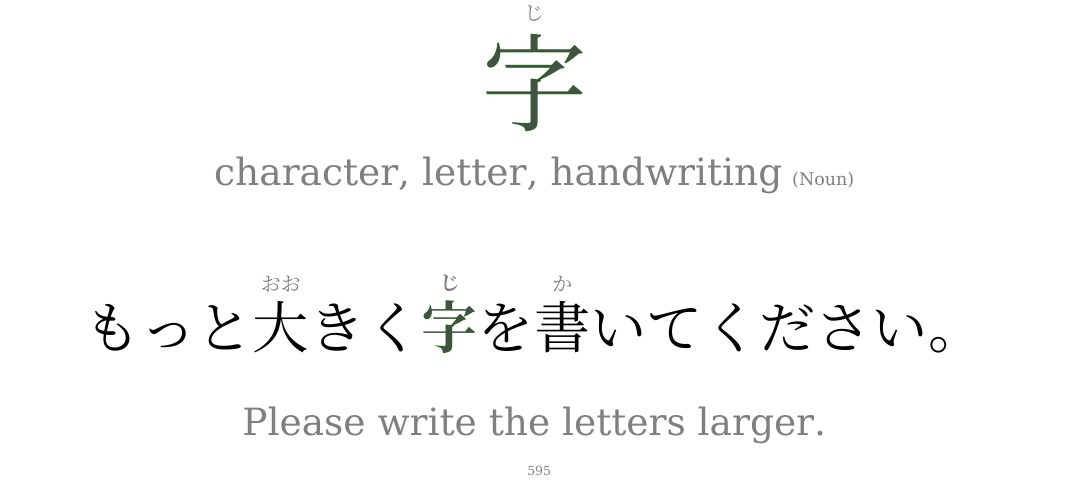 じ
字
character, letter, handwriting (Noun)
おお じ か
もっと大きく字を書いてください。
Please write the letters larger.
595